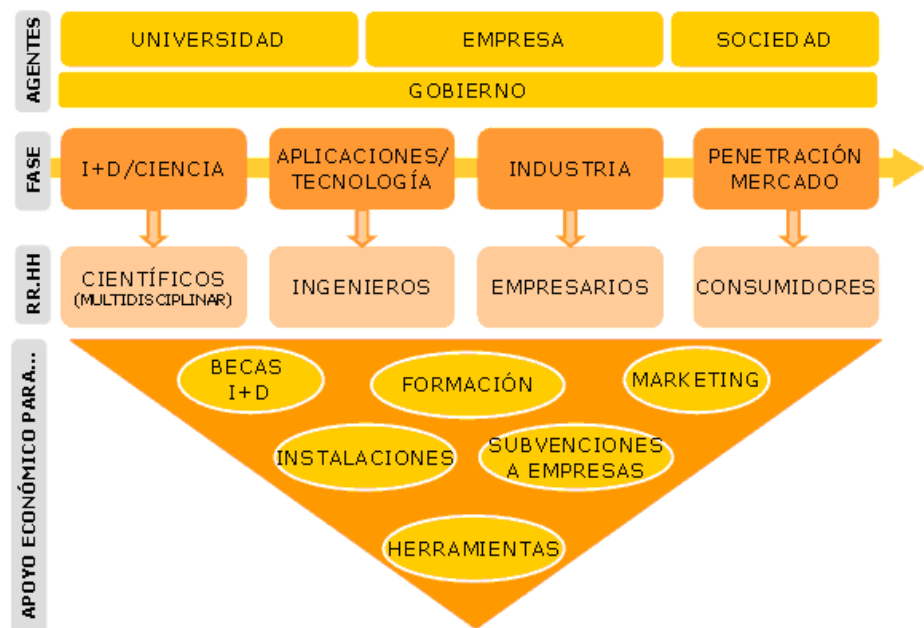 AGENTES
UNIVERSIDAD
EMPRESA
SOCIEDAD
GOBIERNO
FASE
I+D/CIENCIA
APLICACIONES/
TECNOLOGÍA
INDUSTRIA
PENETRACIÓN
MERCADO
RR.HH
CIENTÍFICOS
(MULTIDISCIPLINAR)
INGENIEROS
EMPRESARIOS
CONSUMIDORES
APOYO ECONÓMICO PARA...
BECAS
I+D
FORMACIÓN
MARKETING
INSTALACIONES
SUBVENCIONES
A EMPRESAS
HERRAMIENTAS